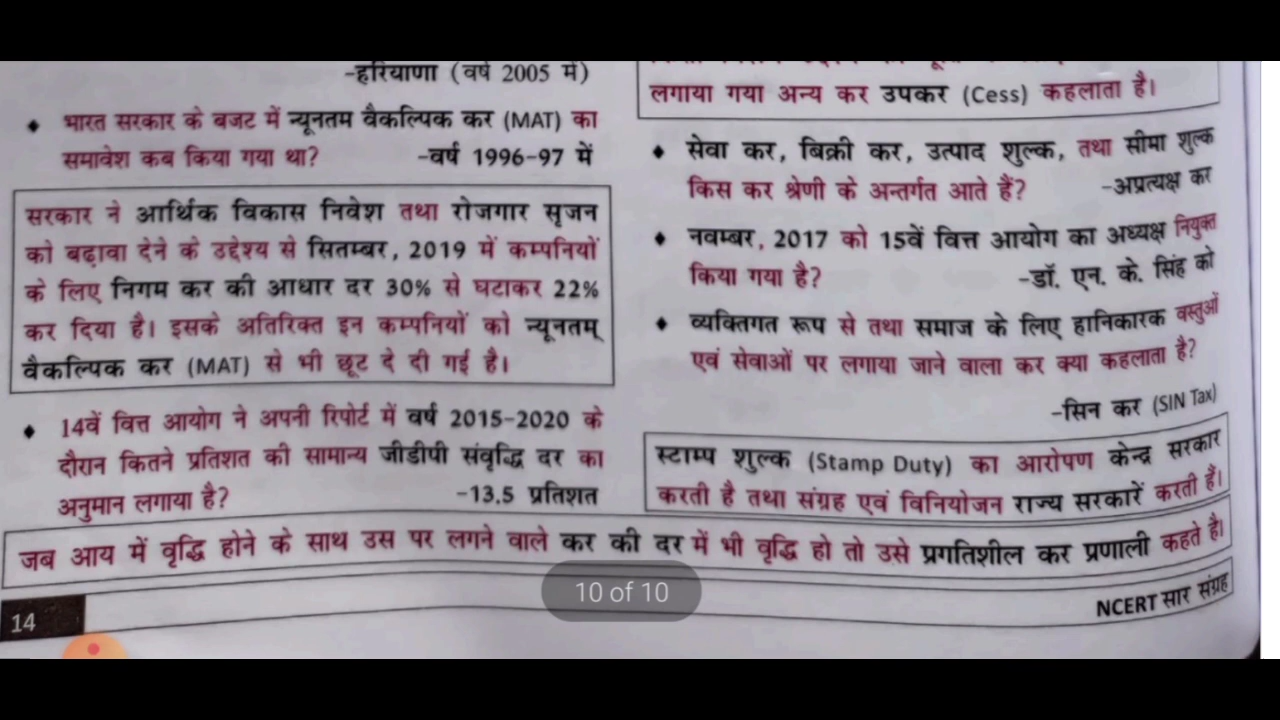 -हरियाणा (वर्ष 2005 में)
♦ भारत सरकार के बजट में न्यूनतम वैकल्पिक कर (MAT) का
समावेश कब किया गया था? -वर्ष 1996-97 में
सरकार ने आर्थिक विकास निवेश तथा रोजगार सृजन
को बढ़ावा देने के उद्देश्य से सितम्बर, 2019 में कम्पनियों
के लिए निगम कर की आधार दर 30% से घटाकर 22%
कर दिया है। इसके अतिरिक्त इन कम्पनियों को न्यूनतम्
वैकल्पिक कर (MAT) से भी छूट दे दी गई है।
♦ 14वें वित्त आयोग ने अपनी रिपोर्ट में वर्ष 2015-2020 के
दौरान कितने प्रतिशत की सामान्य जीडीपी संवृद्धि दर का
अनुमान लगाया है? -13.5 प्रतिशत
लगाया गया अन्य कर उपकर (Cess) कहलाता है।
♦ सेवा कर, बिक्री कर, उत्पाद शुल्क, तथा सीमा शुल्क
किस कर श्रेणी के अन्तर्गत आते हैं? -अप्रत्यक्ष कर
♦ नवम्बर, 2017 को 15वें वित्त आयोग का अध्यक्ष नियुक्त
किया गया है? -डॉ. एन. के. सिंह को
♦ व्यक्तिगत रूप से तथा समाज के लिए हानिकारक वस्तुओं
एवं सेवाओं पर लगाया जाने वाला कर क्या कहलाता है?
-सिन कर (SIN Tax)
स्टाम्प शुल्क (Stamp Duty) का आरोपण केन्द्र सरकार
करती है तथा संग्रह एवं विनियोजन राज्य सरकारें करती हैं।
जब आय में वृद्धि होने के साथ उस पर लगने वाले कर की दर में भी वृद्धि हो तो उसे प्रगतिशील कर प्रणाली कहते है।
10 of 10
14
NCERT सार संग्रह